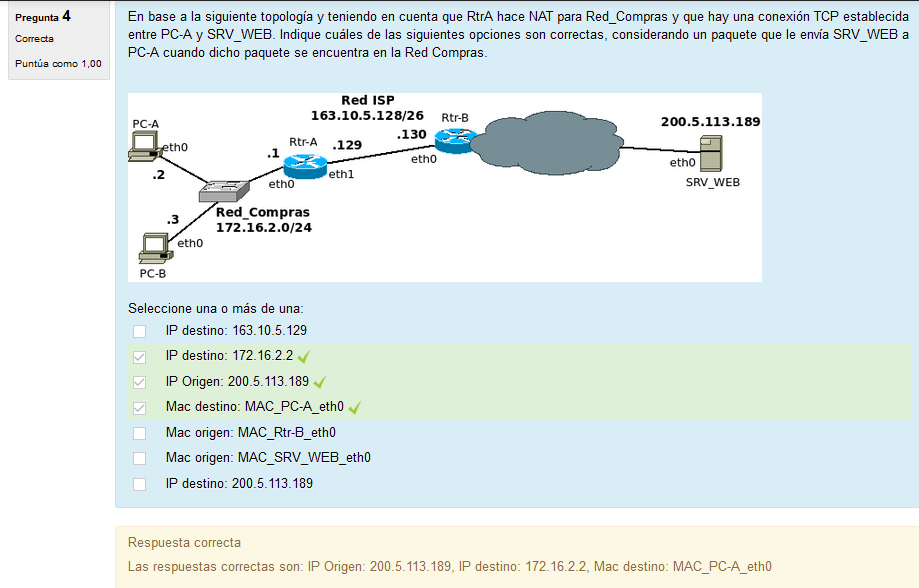 Pregunta 4
Correcta
Puntúa como 1,00
En base a la siguiente topología y teniendo en cuenta que RtrA hace NAT para Red_Compras y que hay una conexión TCP establecida
entre PC-A y SRV_WEB. Indique cuáles de las siguientes opciones son correctas, considerando un paquete que le envía SRV_WEB a
PC-A cuando dicho paquete se encuentra en la Red Compras.
Red ISP
163.10.5.128/26
PC-A
eth0
.2
.1
Rtr-A
eth0
.129
eth1
.130
eth0
Rtr-B
200.5.113.189
eth0
SRV_WEB
Red_Compras
172.16.2.0/24
.3
eth0
PC-B
Seleccione una o más de una:
IP destino: 163.10.5.129
IP destino: 172.16.2.2
IP Origen: 200.5.113.189
Mac destino: MAC_PC-A_eth0
Mac origen: MAC_Rtr-B_eth0
Mac origen: MAC_SRV_WEB_eth0
IP destino: 200.5.113.189
Respuesta correcta
Las respuestas correctas son: IP Origen: 200.5.113.189, IP destino: 172.16.2.2, Mac destino: MAC_PC-A_eth0